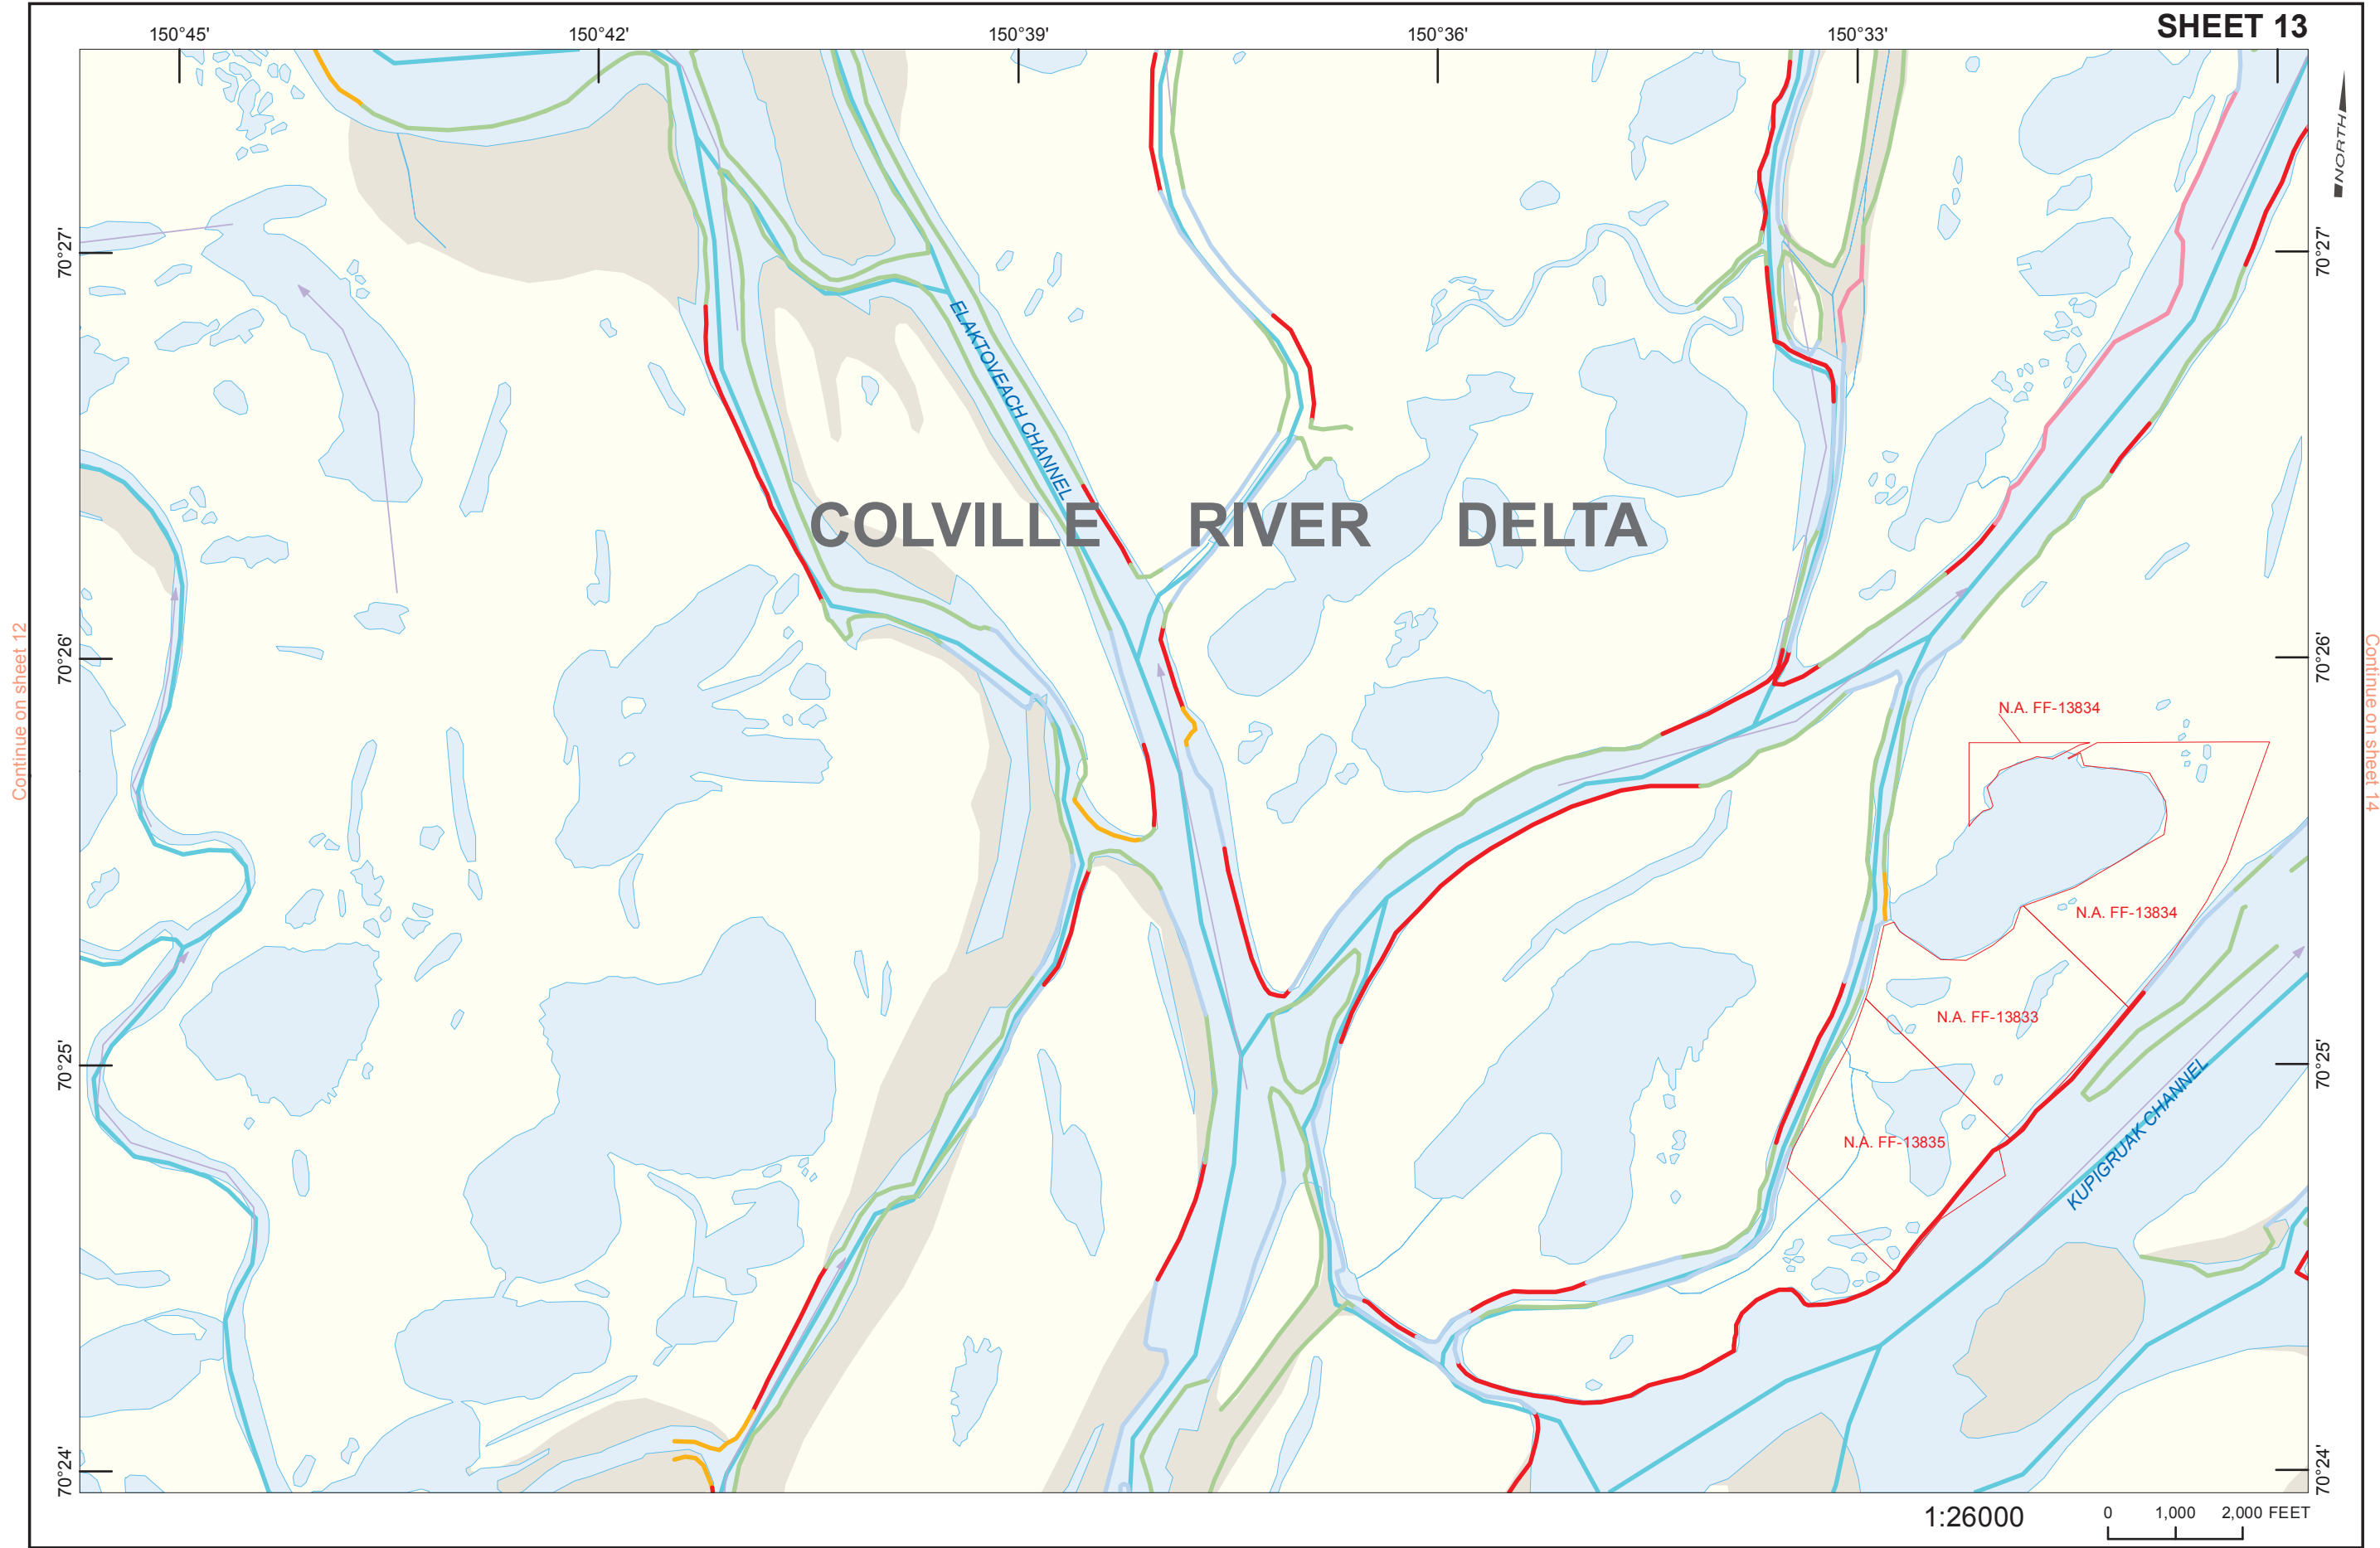 SHEET 13
150°45'
150°42'
150°39'
150°36'
150°33'
NORTH
70°27'
70°27'
ELAKTOVEACH CHANNEL
COLVILLE RIVER DELTA
Continue on sheet 12
70°26'
70°26'
Continue on sheet 14
N.A. FF-13834
N.A. FF-13834
N.A. FF-13833
70°25'
70°25'
N.A. FF-13835
KUPIGRUAK CHANNEL
70°24'
70°24'
1:26000
0 1,000 2,000 FEET